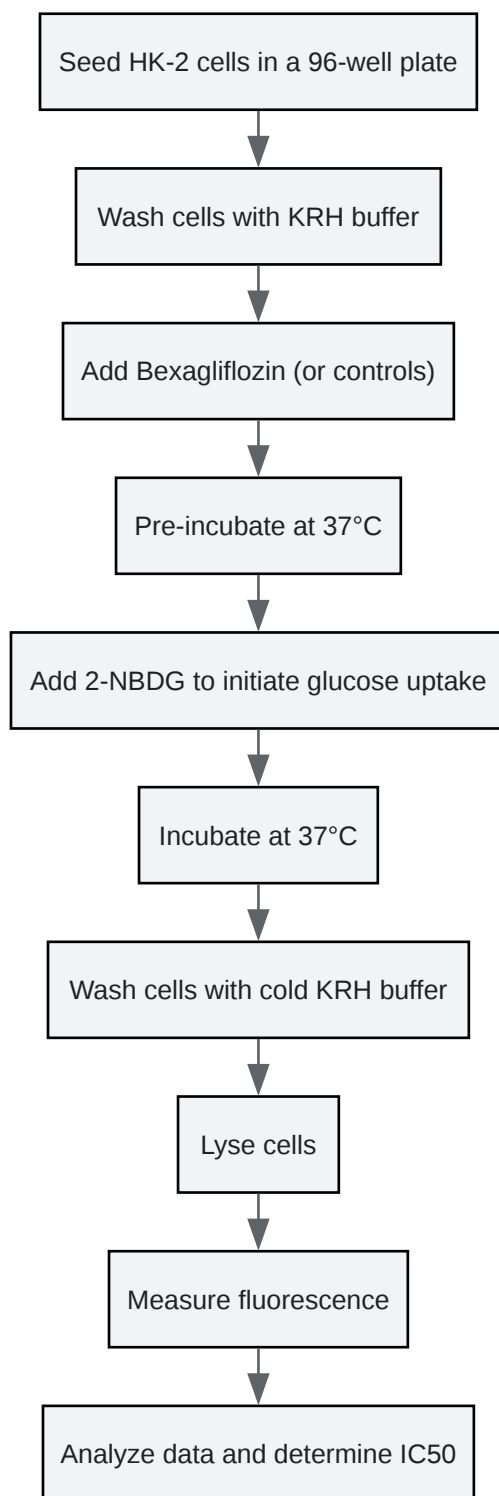 Seed HK-2 cells in a 96-well plate
Wash cells with KRH buffer
Add Bexagliflozin (or controls)
Pre-incubate at 37°C
Add 2-NBDG to initiate glucose uptake
Incubate at 37°C
Wash cells with cold KRH buffer
Lyse cells
Measure fluorescence
Analyze data and determine IC50